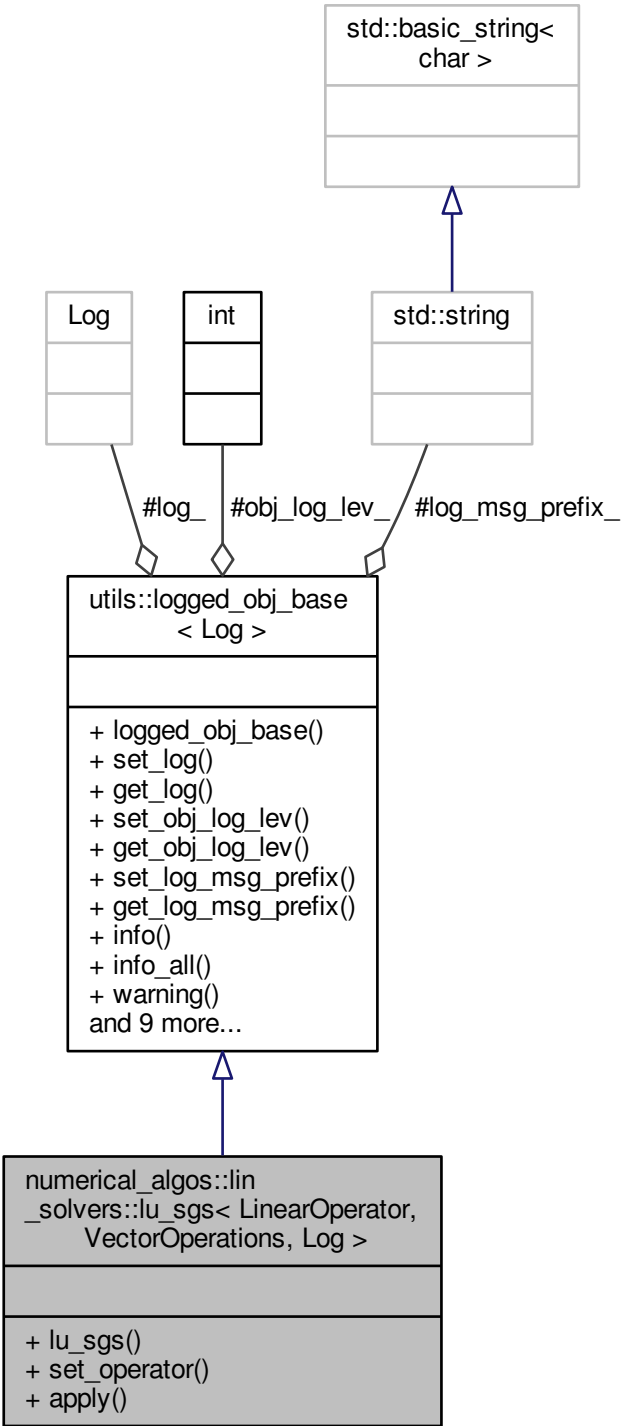 std::basic_string<
char >
Log
int
std::string
#log_
#obj_log_lev_
#log_msg_prefix_
utils::logged_obj_base
< Log >
+ logged_obj_base()
+ set_log()
+ get_log()
+ set_obj_log_lev()
+ get_obj_log_lev()
+ set_log_msg_prefix()
+ get_log_msg_prefix()
+ info()
+ info_all()
+ warning()
and 9 more...
numerical_algos::lin
_solvers::lu_sgs< LinearOperator,
VectorOperations, Log >
+ lu_sgs()
+ set_operator()
+ apply()